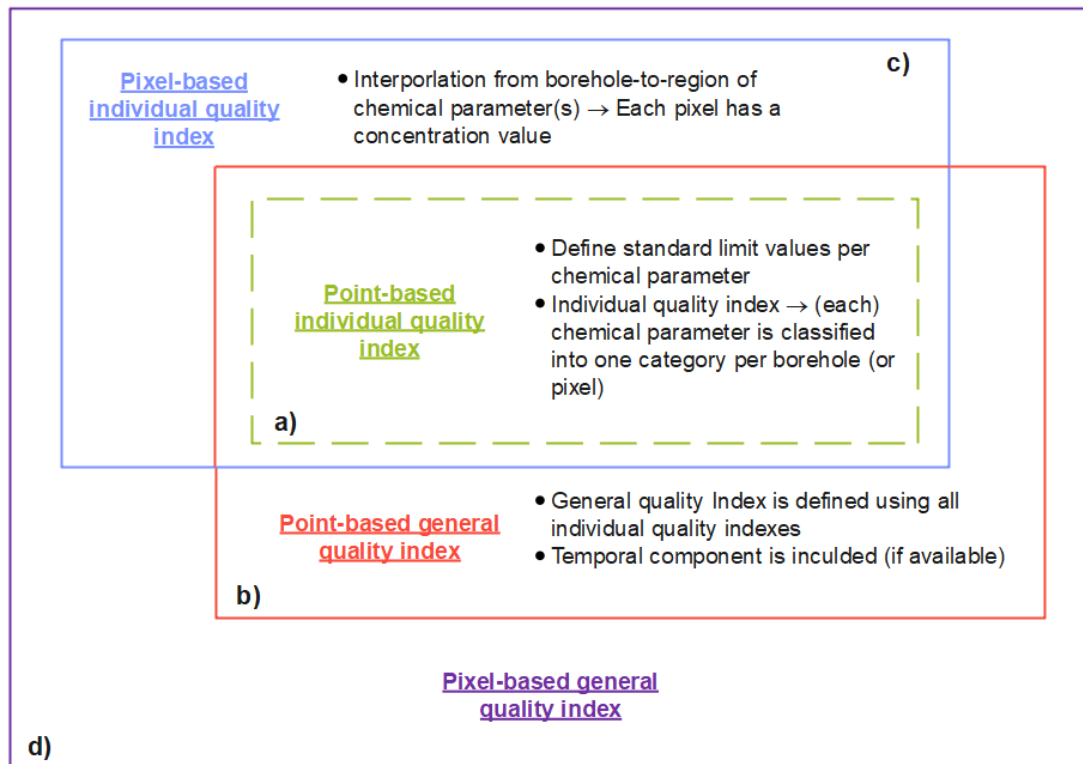 c)
Pixel-based
individual quality
index
• Interporlation from borehole-to-region of
chemical parameter(s) → Each pixel has a
concentration value
Point-based
individual quality
index
• Define standard limit values per
chemical parameter
• Individual quality index → (each)
chemical parameter is classified
into one category per borehole (or
pixel)
a)
Point-based general
quality index
• General quality Index is defined using all
individual quality indexes
• Temporal component is inculded (if available)
b)
Pixel-based general
quality index
d)